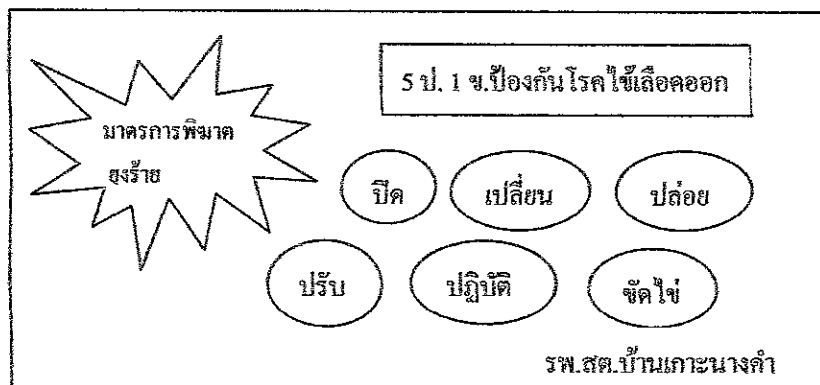 มาตรการพิฆาต
ยุงร้าย
5 ป. 1 ข.ป้องกันโรคไข้เลือดออก
ปิด เปลี่ยน ปล่อย
ปรับ ปฏิบัติ ขัดไข่
รพ.สต.บ้านเกาะนางคำ